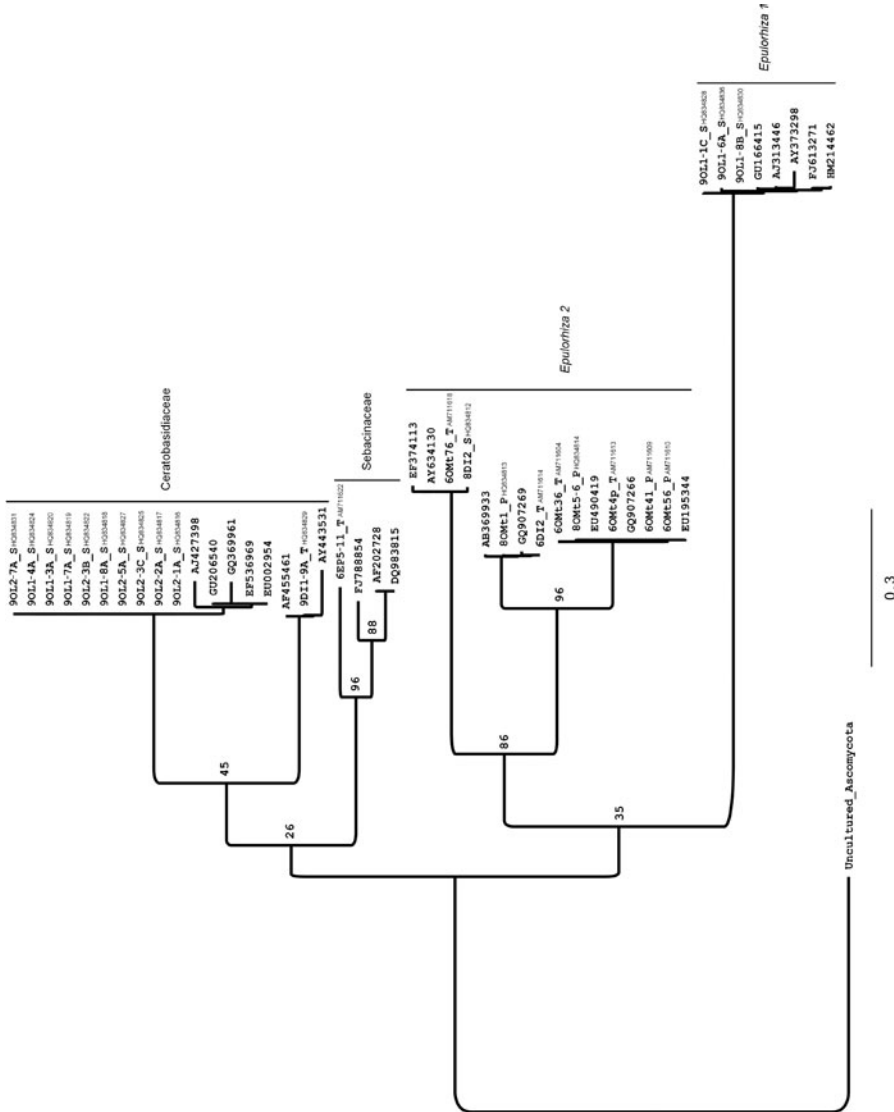 Ceratobasidiaceae
9OL2-7A_S HQ834831
9OL1-4A_S HQ834824
9OL1-3A_S HQ834820
9OL1-7A_S HQ834819
9OL2-3B_S HQ834822
9OL1-8A_S HQ834818
9OL2-5A_S HQ834827
9OL2-3C_S HQ834825
9OL2-2A_S HQ834817
9OL2-1A_S HQ834816
AJ427398
GU206540
GQ369961
EF536969
EU002954
AF455461
9DI1-9A_T HQ834829
AY443531
45
26
Sebacinaceae
6EP5-11_T AM711622
FJ788854
AF202728
DQ983815
96
88
Epulorhiza 2
EF374113
AY634130
6OMt76_T AM711618
8DI2_S HQ834812
AB369933
8OMt1_P HQ834813
GQ907269
6DI2_T AM711614
6OMt36_T AM711604
8OMt5-6_P HQ834814
EU490419
6OMt4p_T AM711613
GQ907266
6OMt41_P AM711609
6OMt56_P AM711610
EU195344
86
96
35
Epulorhiza 1
9OL1-1C_S HQ834828
9OL1-6A_S HQ834836
9OL1-8B_S HQ834830
GU166415
AJ313446
AY373298
FJ613271
HM214462
Uncultured_Ascomycota
0.3